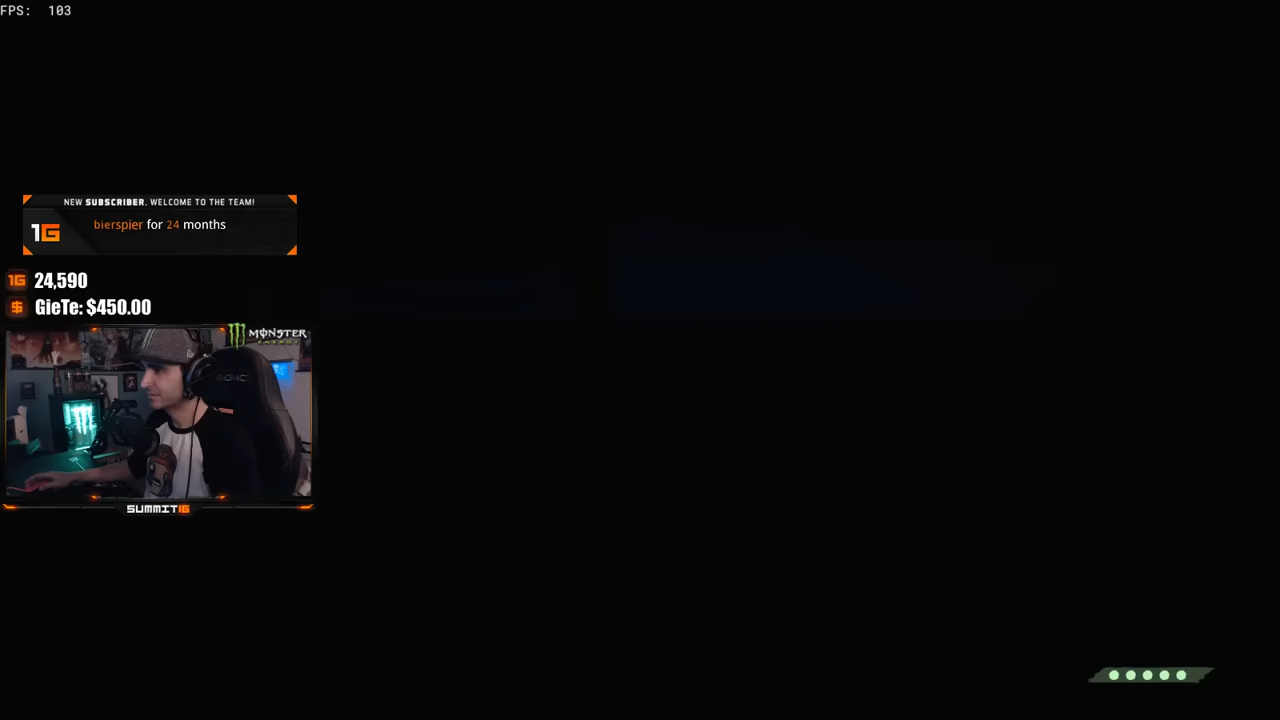 FPS: 103
NEW SUBSCRIBER. WELCOME TO THE TEAM!
1G
bierspier for 24 months
1G 24,590
$ GieTe: $450.00
MONSTER
ENERGY
SUMMIT1G